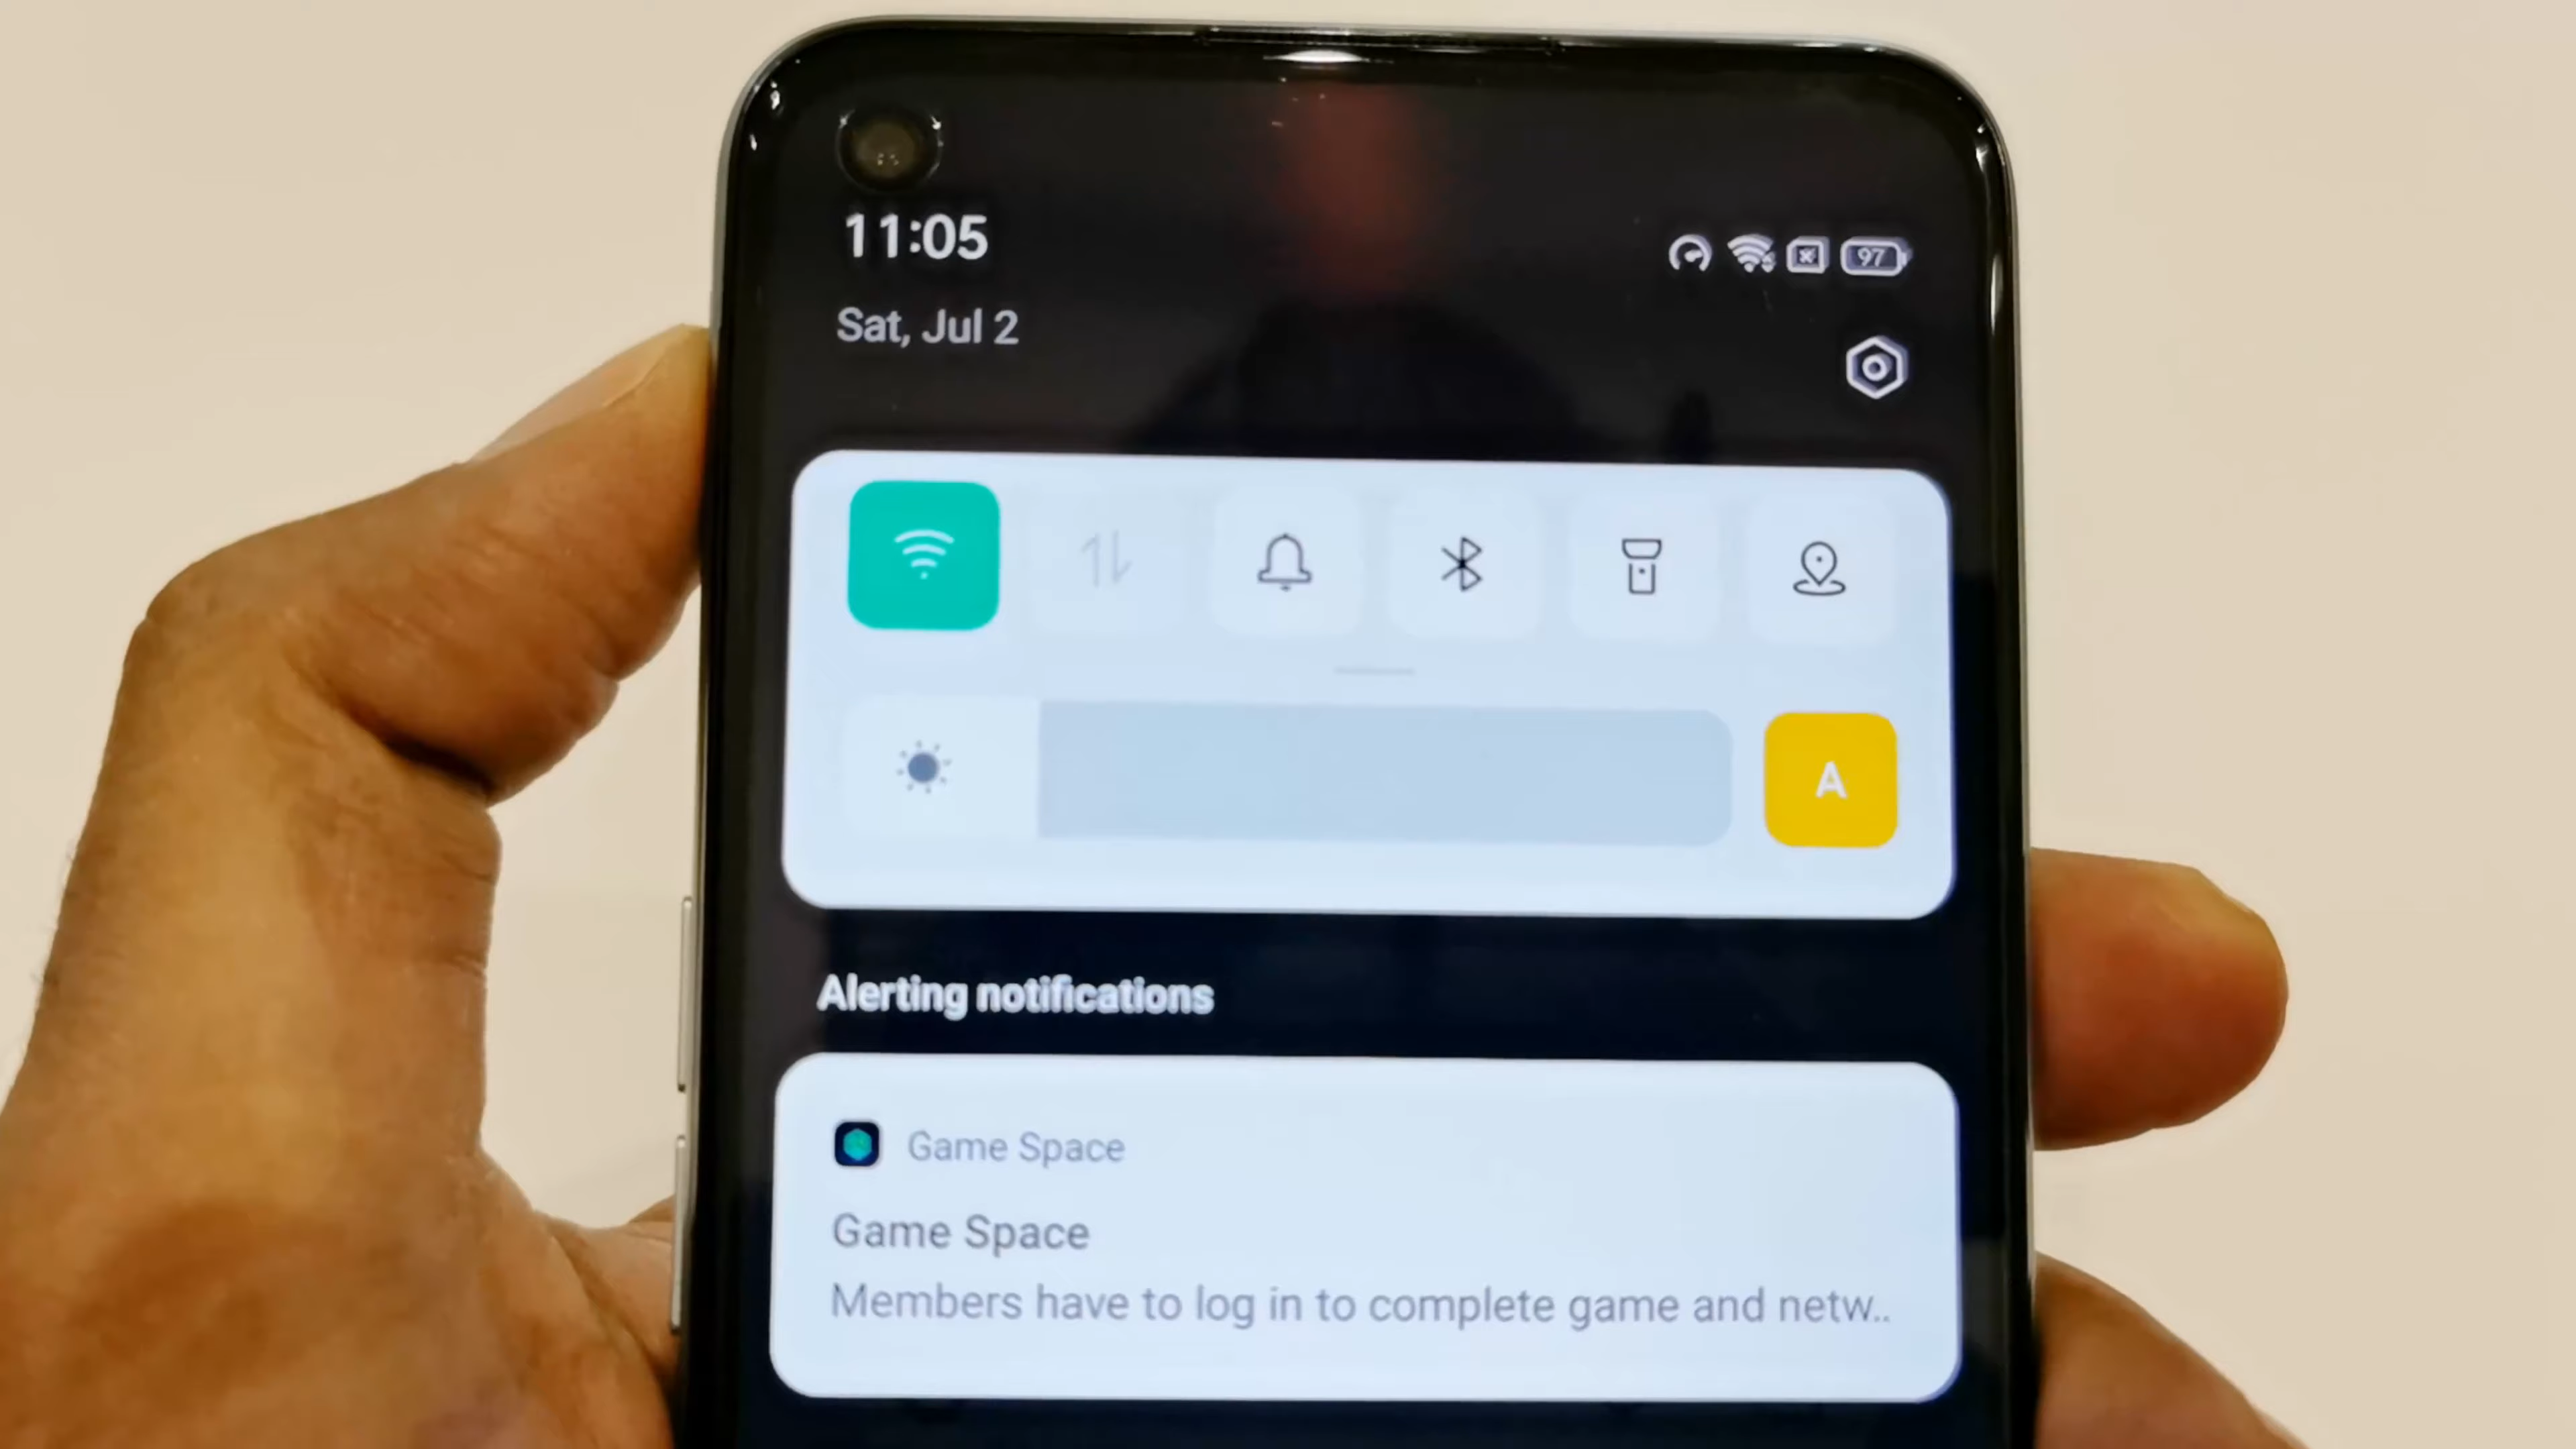 11:05
97
Sat, Jul 2
A
Alerting notifications
Game Space
Game Space
Members have to log in to complete game and netw..